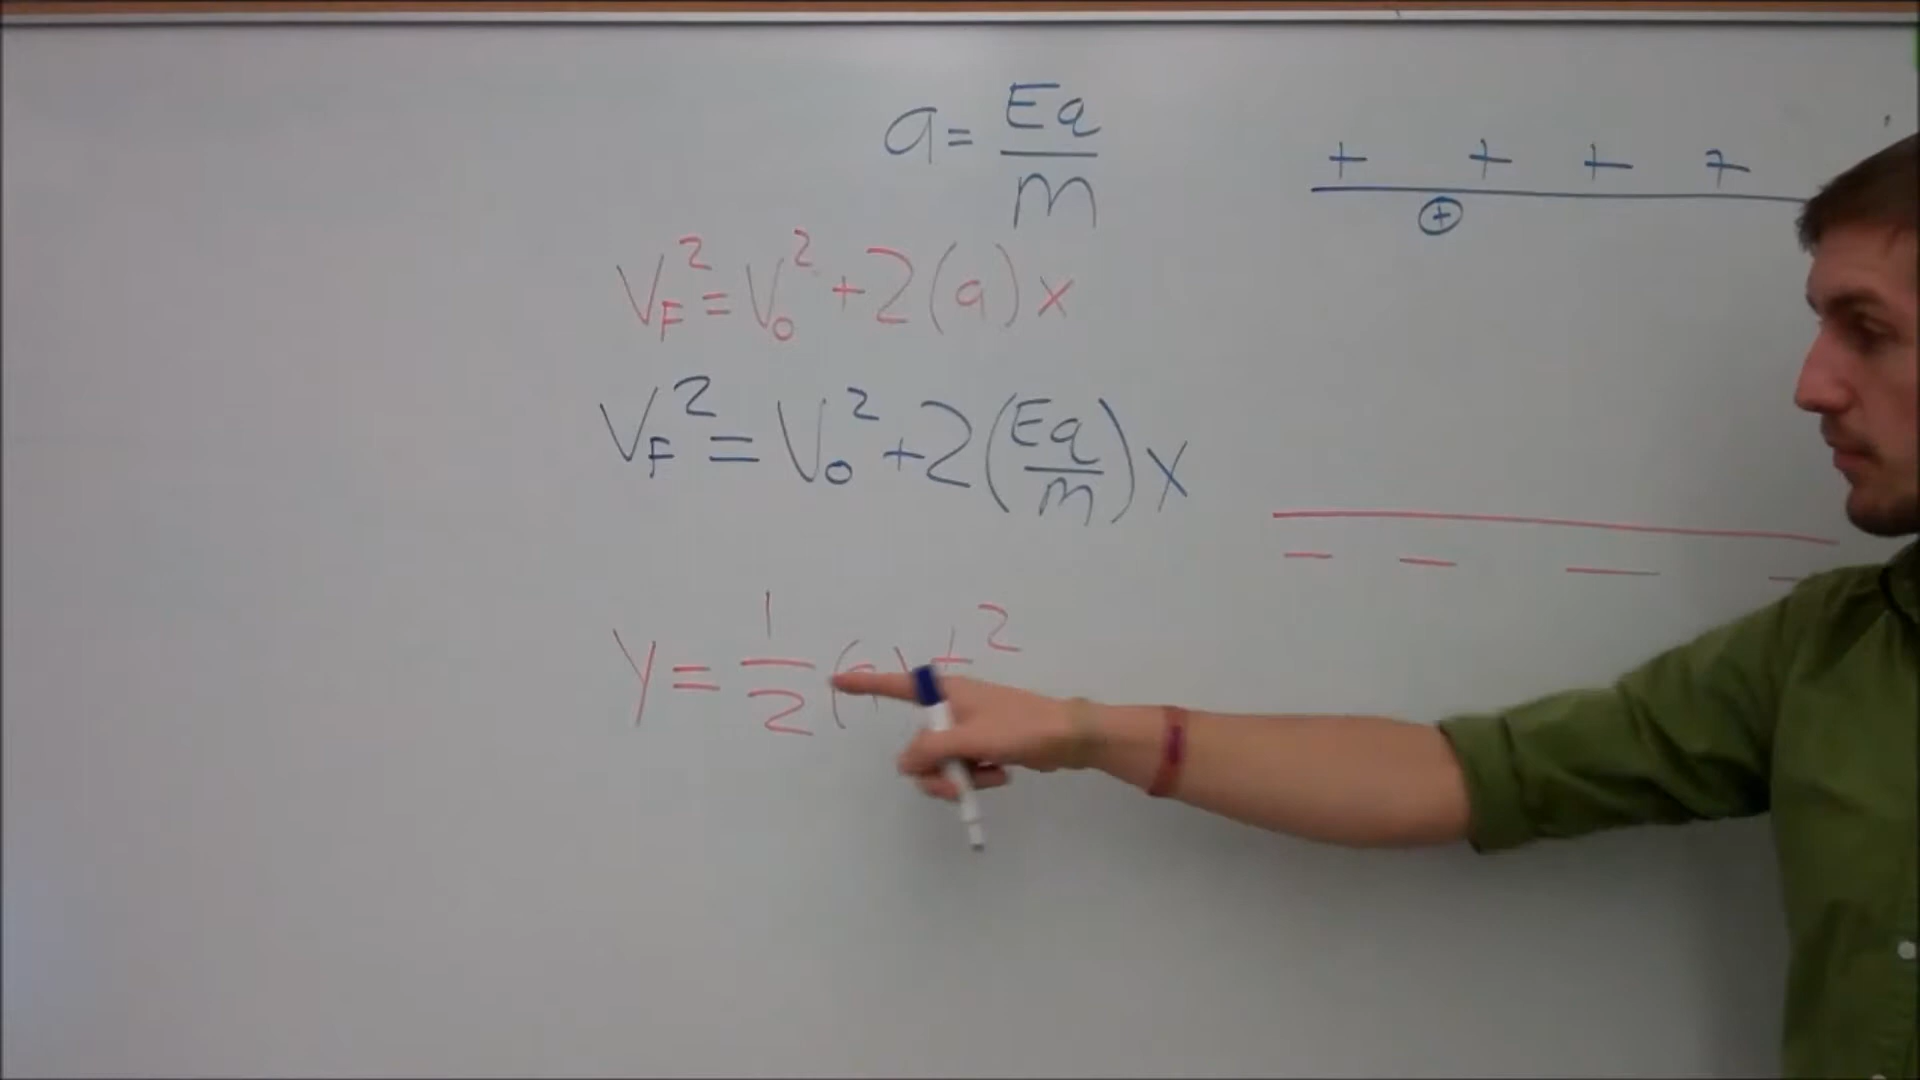 a = Eq/m
+ + + +
⊕
V_F² = V_0² + 2(a)x
V_F² = V_0² + 2(Eq/m)x
− − − −
y = 1/2 (a)t²